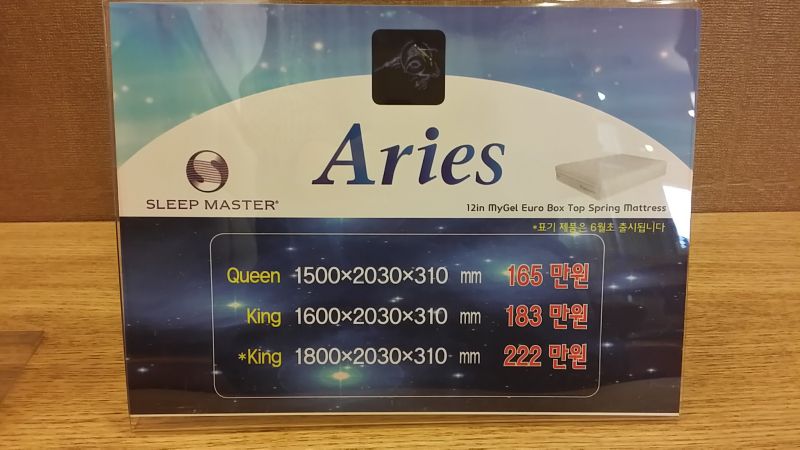 Aries
SLEEP MASTER®
12in MyGel Euro Box Top Spring Mattress
*표기 제품은 6월초 출시됩니다
Queen 1500×2030×310 mm 165 만원
King 1600×2030×310 mm 183 만원
*King 1800×2030×310 mm 222 만원